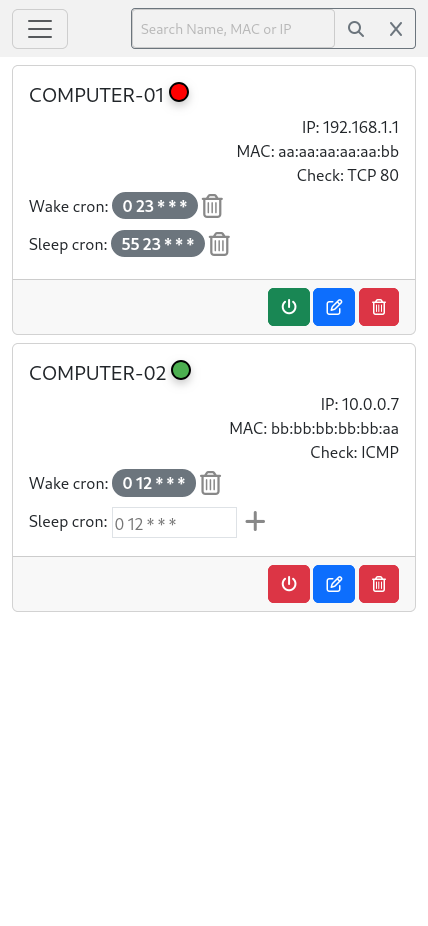 Search Name, MAC or IP
COMPUTER-01
IP: 192.168.1.1
MAC: aa:aa:aa:aa:aa:bb
Check: TCP 80
Wake cron: 0 23 * * *
Sleep cron: 55 23 * * *
COMPUTER-02
IP: 10.0.0.7
MAC: bb:bb:bb:bb:bb:aa
Check: ICMP
Wake cron: 0 12 * * *
Sleep cron: 0 12 * * *